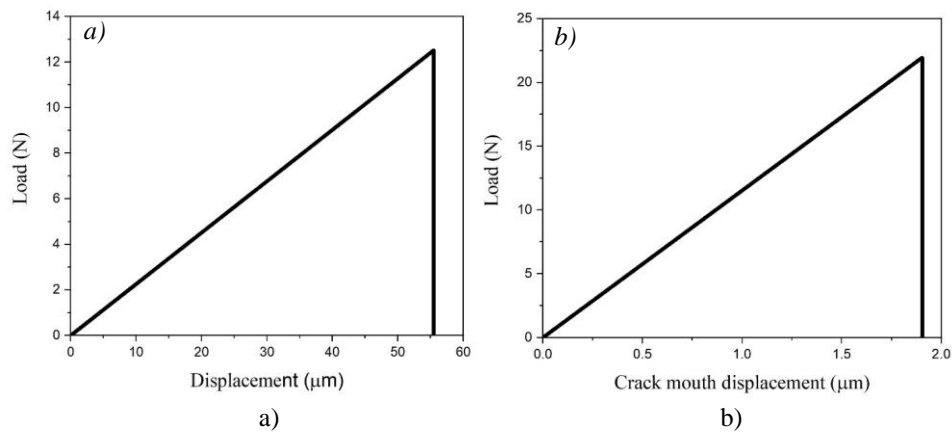 a)
14
12
10
8
6
4
2
0
Load (N)
0 10 20 30 40 50 60
Displacement (μm)
a)
b)
25
20
15
10
5
0
Load (N)
0.0 0.5 1.0 1.5 2.0
Crack mouth displacement (μm)
b)